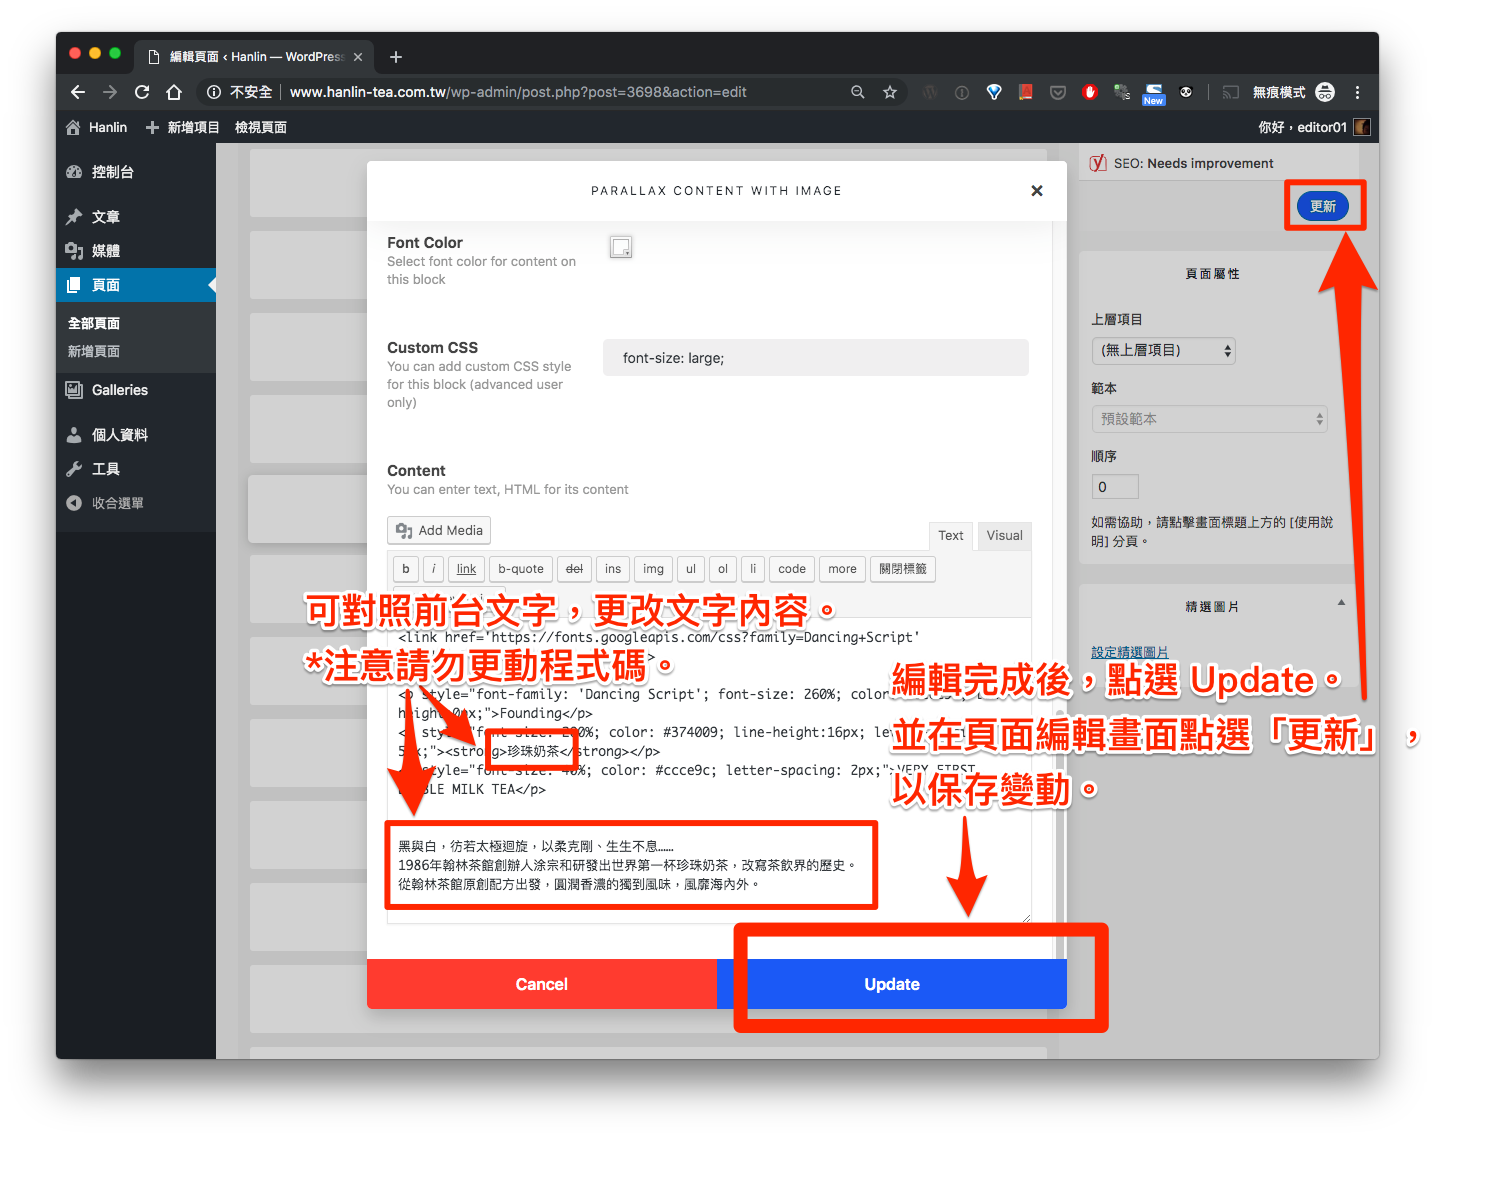 編輯頁面 ‹ Hanlin — WordPress
不安全 www.hanlin-tea.com.tw/wp-admin/post.php?post=3698&action=edit
New
無痕模式
Hanlin
新增項目
檢視頁面
你好，editor01
控制台
文章
媒體
頁面
全部頁面
新增頁面
Galleries
個人資料
工具
收合選單
PARALLAX CONTENT WITH IMAGE
Font Color
Select font color for content on
this block
Custom CSS
You can add custom CSS style
for this block (advanced user
only)
font-size: large;
Content
You can enter text, HTML for its content
Add Media
Text
Visual
b
i
link
b-quote
del
ins
img
ul
ol
li
code
more
關閉標籤
可對照前台文字，更改文字內容。
*注意請勿更動程式碼。
<link href='https://fonts.googleapis.com/css?family=Dancing+Script'
style="font-family: 'Dancing Script'; font-size: 260%; color:
px;">Founding</p>
color: #374009; line-height:16px;
<strong>珍珠奶茶</strong></p>
style="font-size: 40%; color: #ccce9c; letter-spacing: 2px;">VERY FIRST
MILK TEA</p>
黑與白，彷若太極迴旋，以柔克剛、生生不息……
1986年翰林茶館創辦人涂宗和研發出世界第一杯珍珠奶茶，改寫茶飲界的歷史。
從翰林茶館原創配方出發，圓潤香濃的獨到風味，風靡海內外。
Cancel
Update
編輯完成後，點選 Update。
並在頁面編輯畫面點選「更新」，
以保存變動。
SEO: Needs improvement
更新
頁面屬性
上層項目
(無上層項目)
範本
預設範本
順序
0
如需協助，請點擊畫面標題上方的 [使用說
明] 分頁。
精選圖片
設定精選圖片